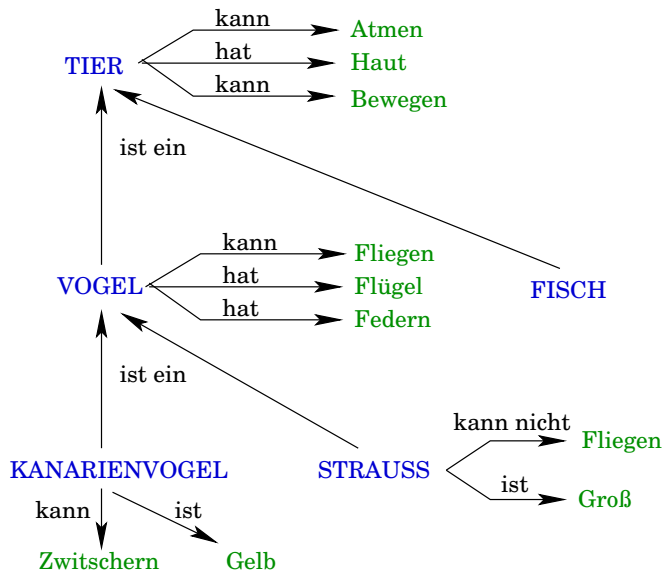 kann
Atmen
TIER
hat
Haut
kann
Bewegen
ist ein
kann
Fliegen
VOGEL
hat
Flügel
FISCH
hat
Federn
ist ein
kann nicht
Fliegen
KANARIENVOGEL
STRAUSS
ist
Groß
kann
ist
Zwitschern
Gelb